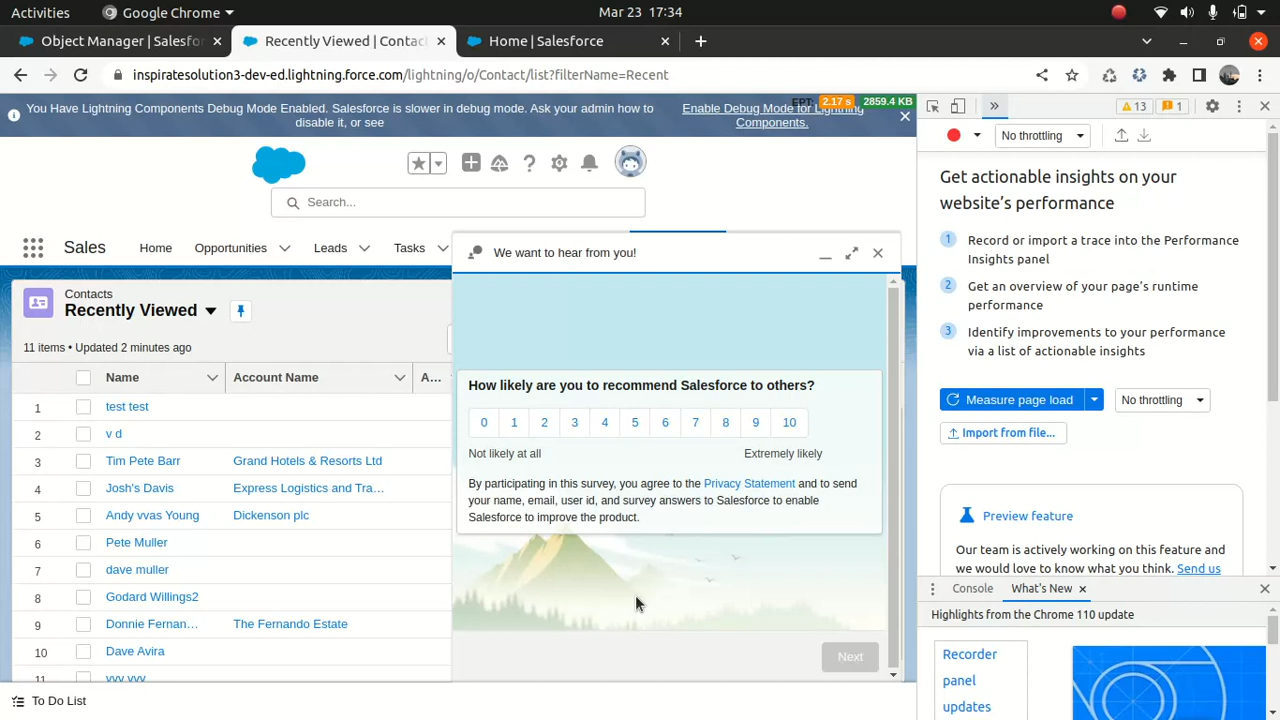 Activities
Google Chrome
Mar 23 17:34
Object Manager | Salesfo
Recently Viewed | Contac
Home | Salesforce
inspiratesolution3-dev-ed.lightning.force.com/lightning/o/Contact/list?filterName=Recent
You Have Lightning Components Debug Mode Enabled. Salesforce is slower in debug mode. Ask your admin how to
disable it, or see
Enable Debug Mode for Lightning
Components.
EPT: 2.17 s 2859.4 KB
Search...
Sales
Home
Opportunities
Leads
Tasks
Contacts
Recently Viewed
11 items • Updated 2 minutes ago
Name
Account Name
A...
1 test test
2 v d
3 Tim Pete Barr Grand Hotels & Resorts Ltd
4 Josh's Davis Express Logistics and Tra...
5 Andy vvas Young Dickenson plc
6 Pete Muller
7 dave muller
8 Godard Willings2
9 Donnie Fernan... The Fernando Estate
10 Dave Avira
11 vvv vvv
To Do List
We want to hear from you!
How likely are you to recommend Salesforce to others?
0 1 2 3 4 5 6 7 8 9 10
Not likely at all
Extremely likely
By participating in this survey, you agree to the Privacy Statement and to send
your name, email, user id, and survey answers to Salesforce to enable
Salesforce to improve the product.
Next
13
1
No throttling
Get actionable insights on your
website's performance
1 Record or import a trace into the Performance
Insights panel
2 Get an overview of your page's runtime
performance
3 Identify improvements to your performance
via a list of actionable insights
Measure page load
No throttling
Import from file...
Preview feature
Our team is actively working on this feature and
we would love to know what you think. Send us
Console
What's New
Highlights from the Chrome 110 update
Recorder
panel
updates